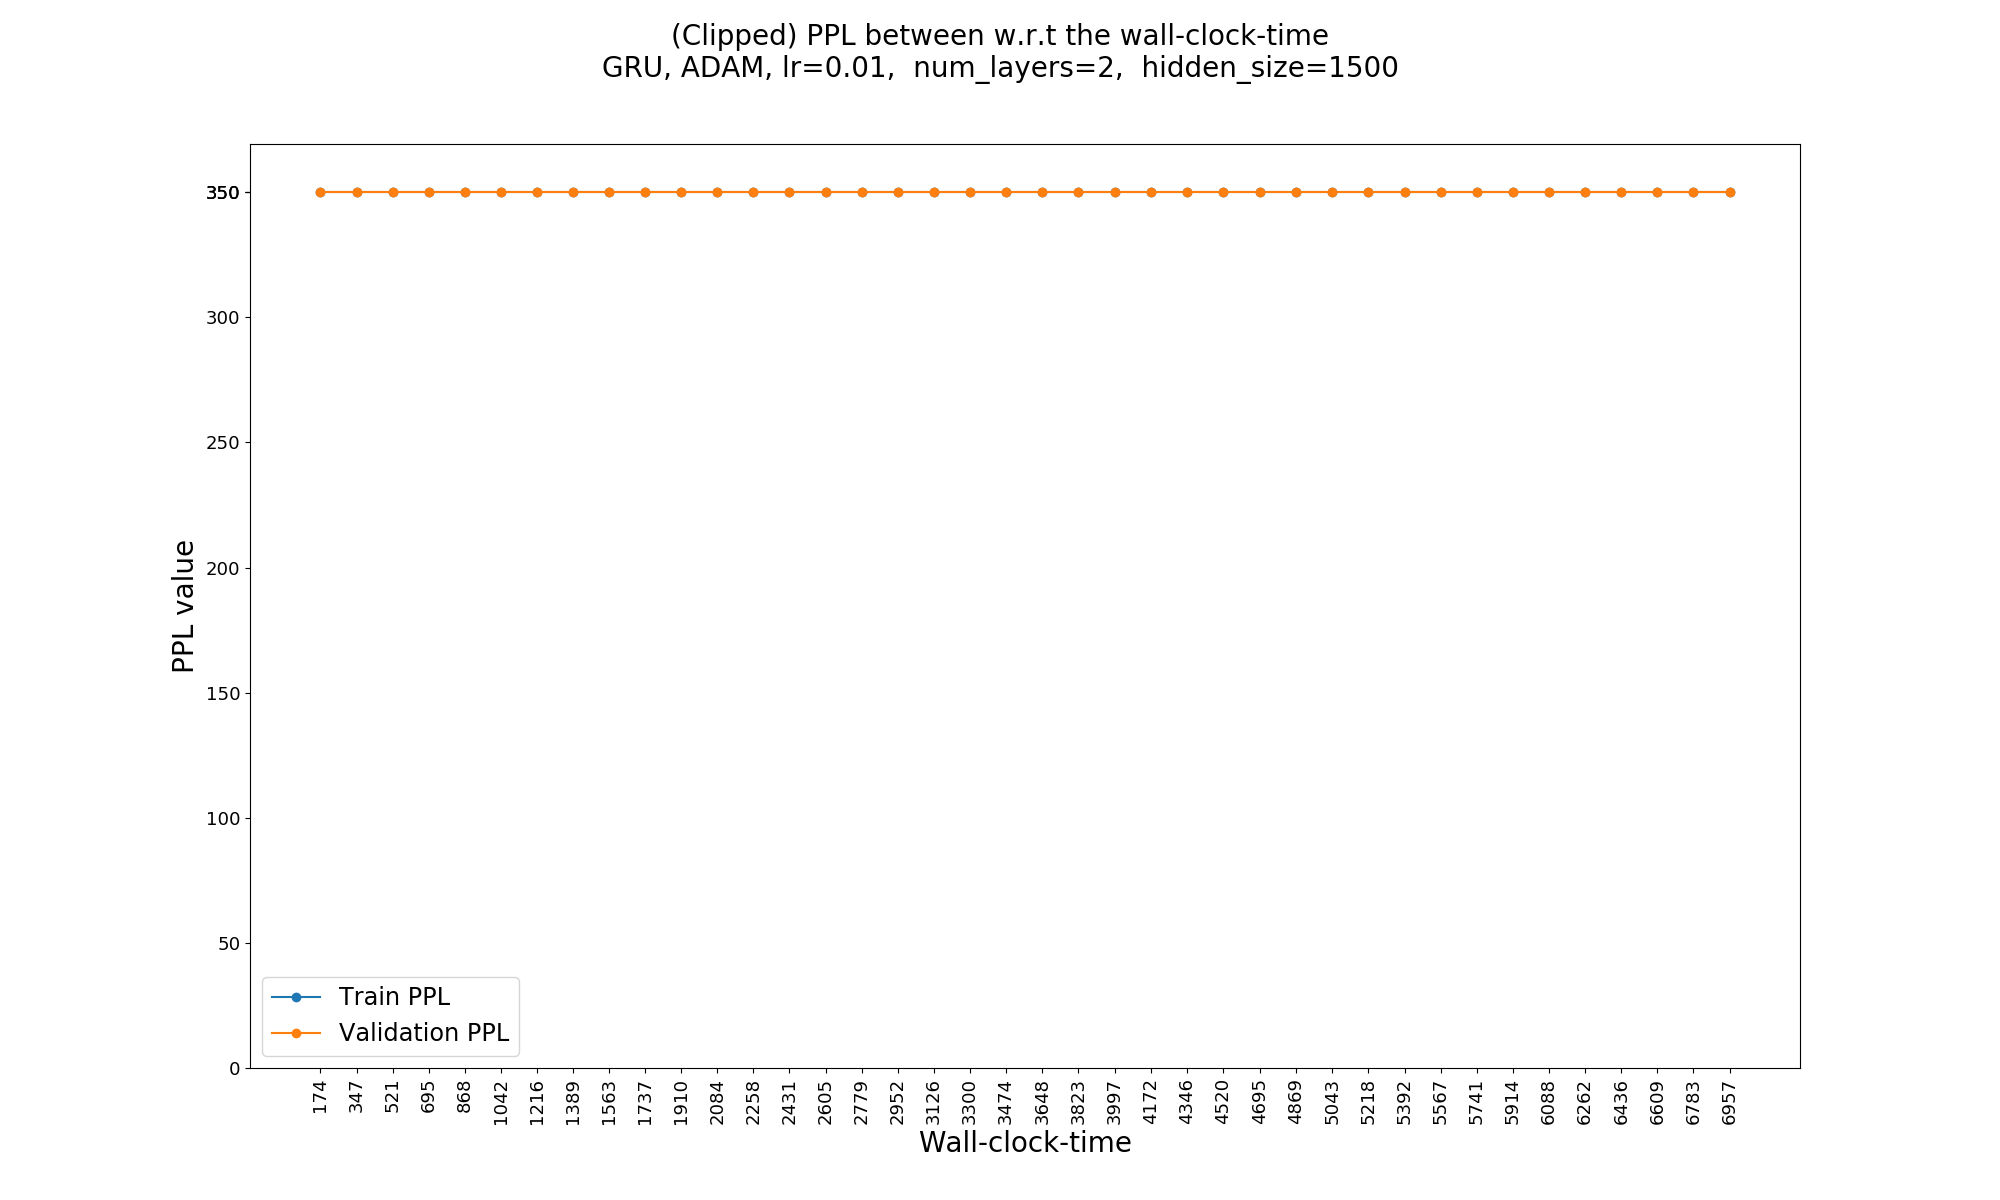 (Clipped) PPL between w.r.t the wall-clock-time
GRU, ADAM, lr=0.01, num_layers=2, hidden_size=1500
350
300
250
200
150
100
50
0
PPL value
Train PPL
Validation PPL
174 347 521 695 868 1042 1216 1389 1563 1737 1910 2084 2258 2431 2605 2779 2952 3126 3300 3474 3648 3823 3997 4172 4346 4520 4695 4869 5043 5218 5392 5567 5741 5914 6088 6262 6436 6609 6783 6957
Wall-clock-time